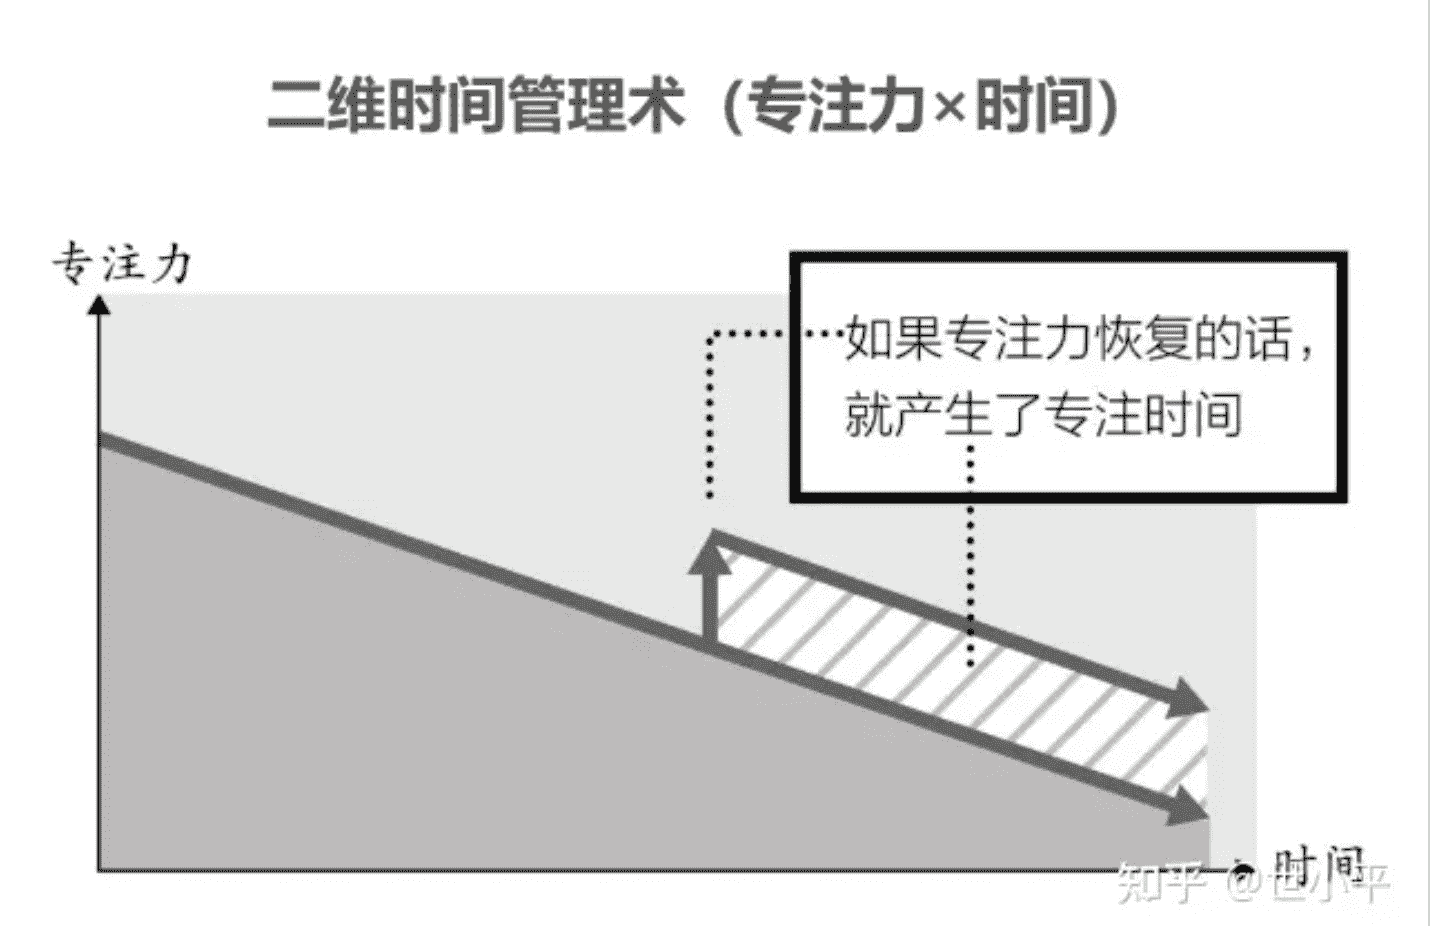 二维时间管理术（专注力×时间）
专注力
如果专注力恢复的话，
就产生了专注时间
时间
知乎 @世小平